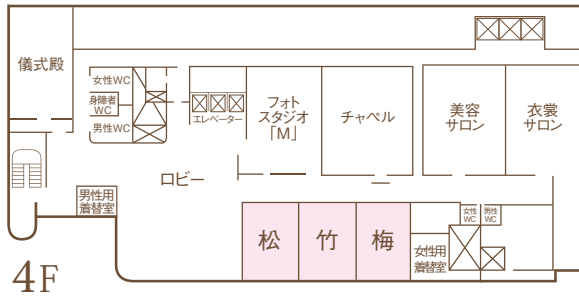 儀式殿
女性WC
身障者
WC
男性WC
エレベーター
フォト
スタジオ
「M」
チャペル
美容
サロン
衣裳
サロン
ロビー
男性用
着替室
松
竹
梅
女性
WC
男性
WC
女性用
着替室
4F